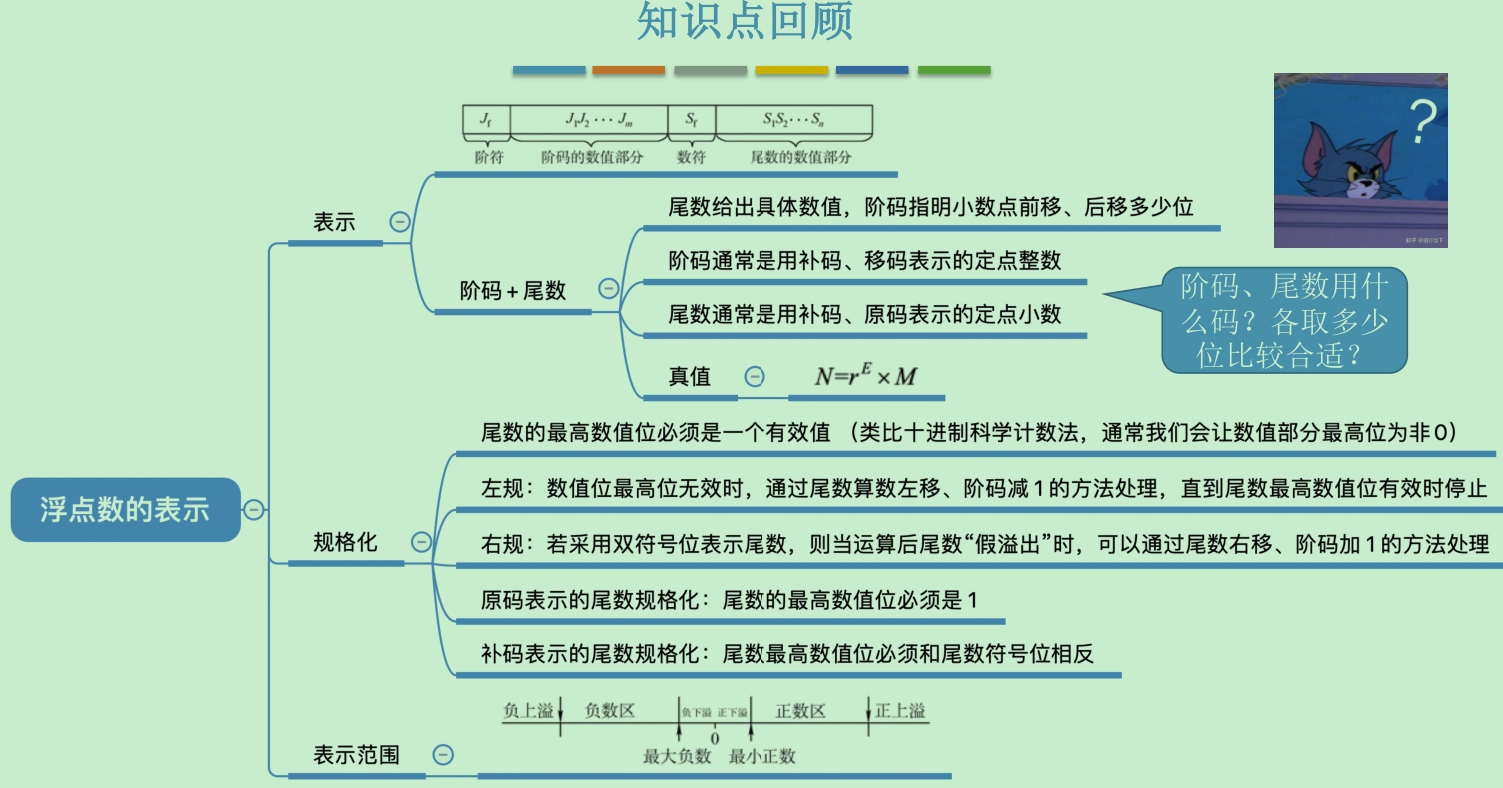 知识点回顾
J_f J_1J_2 ··· J_m S_f S_1S_2···S_n
阶符 阶码的数值部分 数符 尾数的数值部分
?
知乎 @
表示
尾数给出具体数值，阶码指明小数点前移、后移多少位
阶码+尾数
阶码通常是用补码、移码表示的定点整数
尾数通常是用补码、原码表示的定点小数
真值
N=r^E×M
阶码、尾数用什
么码？各取多少
位比较合适？
浮点数的表示
规格化
尾数的最高数值位必须是一个有效值 （类比十进制科学计数法，通常我们会让数值部分最高位为非0）
左规：数值位最高位无效时，通过尾数算数左移、阶码减1的方法处理，直到尾数最高数值位有效时停止
右规：若采用双符号位表示尾数，则当运算后尾数“假溢出”时，可以通过尾数右移、阶码加1的方法处理
原码表示的尾数规格化：尾数的最高数值位必须是1
补码表示的尾数规格化：尾数最高数值位必须和尾数符号位相反
表示范围
负上溢 负数区 负下溢 正下溢 正数区 正上溢
0
最大负数 最小正数